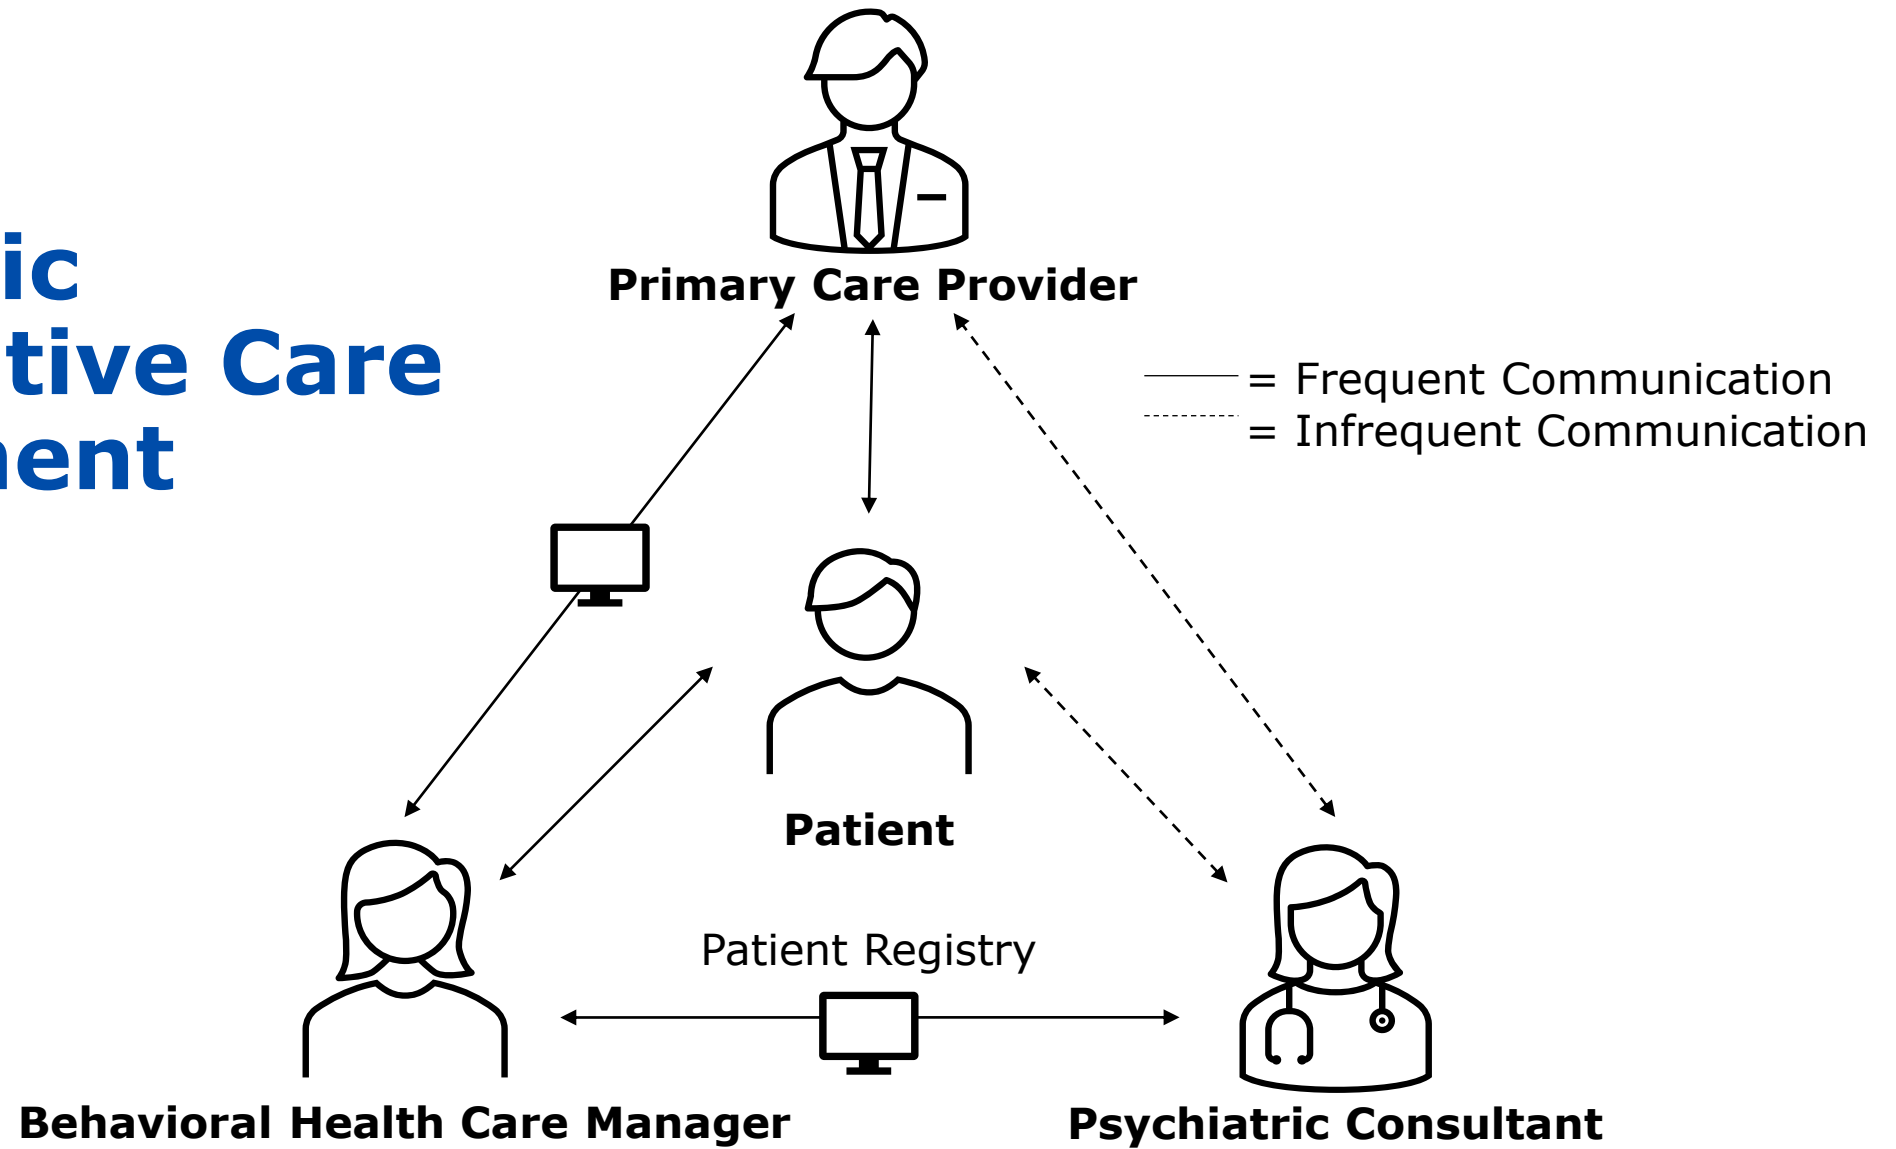 ic
tive Care
ent
Primary Care Provider
= Frequent Communication
= Infrequent Communication
Patient
Patient Registry
Behavioral Health Care Manager
Psychiatric Consultant